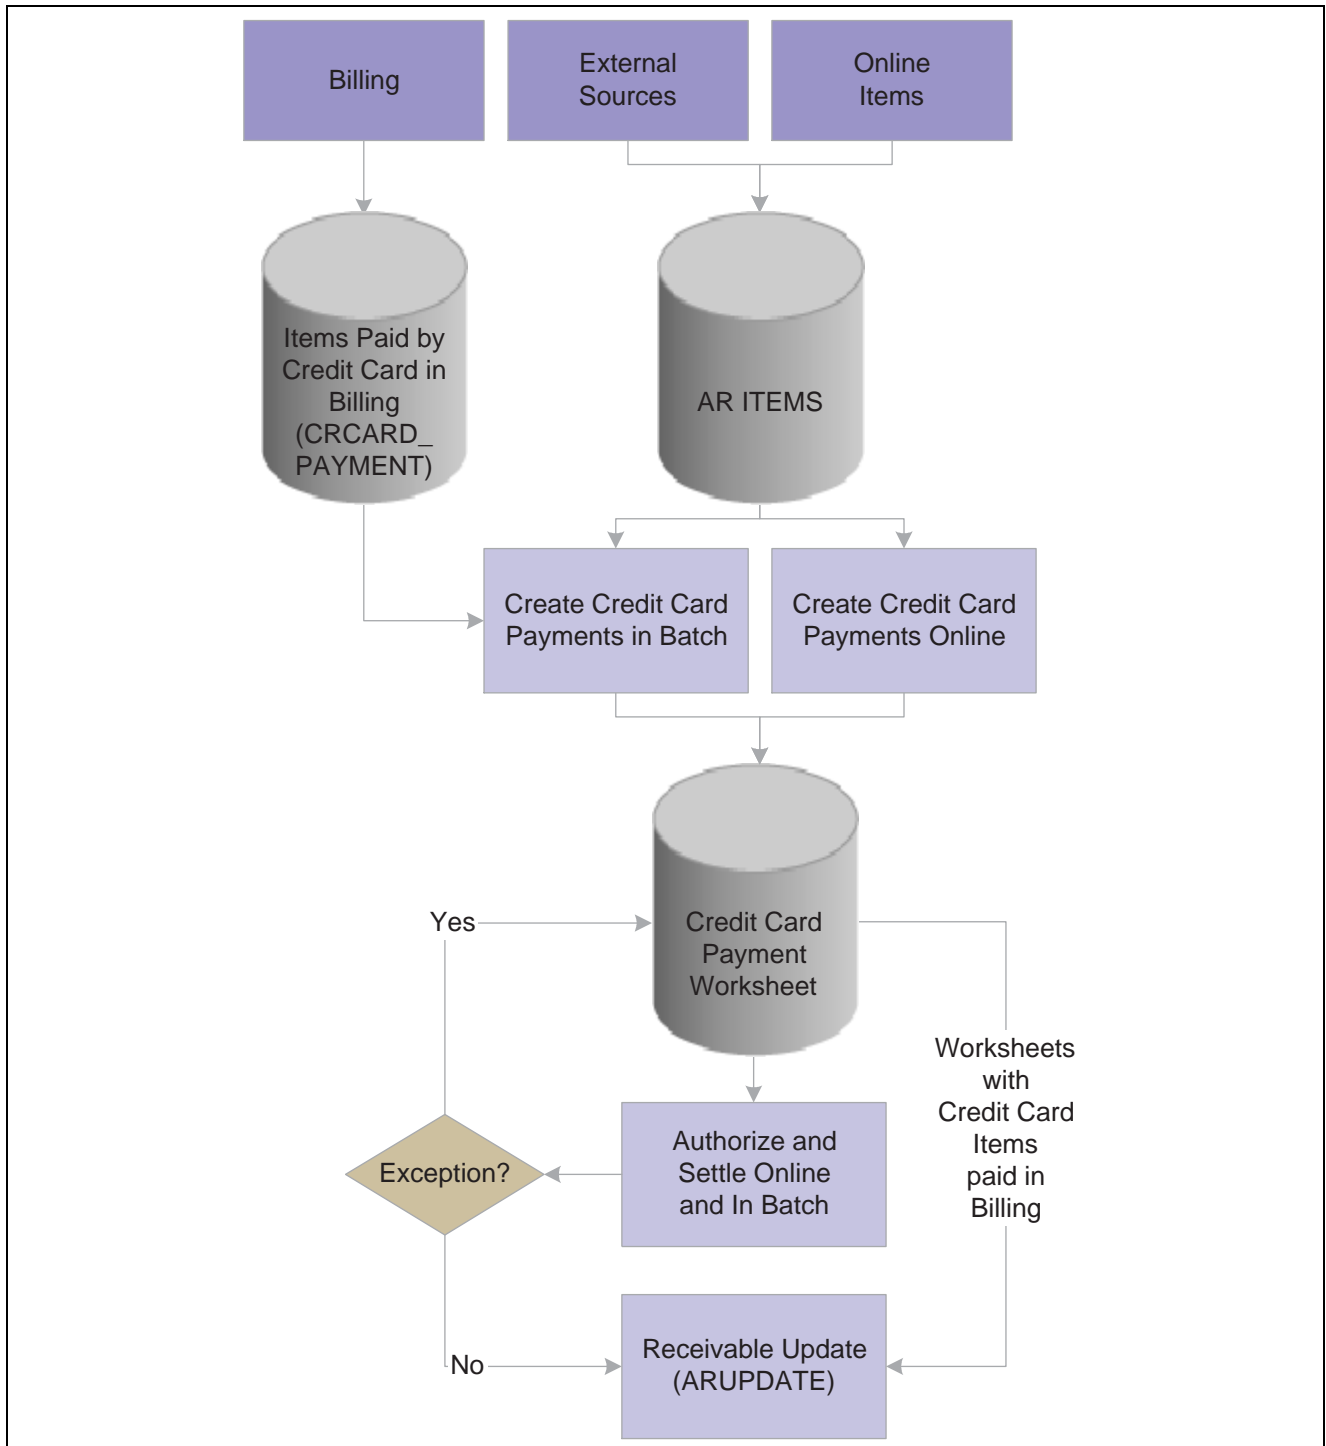 Billing
External
Sources
Online
Items
Items Paid by
Credit Card in
Billing
(CRCARD_
PAYMENT)
AR ITEMS
Create Credit Card
Payments in Batch
Create Credit Card
Payments Online
Yes
Credit Card
Payment
Worksheet
Worksheets
with
Credit Card
Items
paid in
Billing
Exception?
Authorize and
Settle Online
and In Batch
No
Receivable Update
(ARUPDATE)